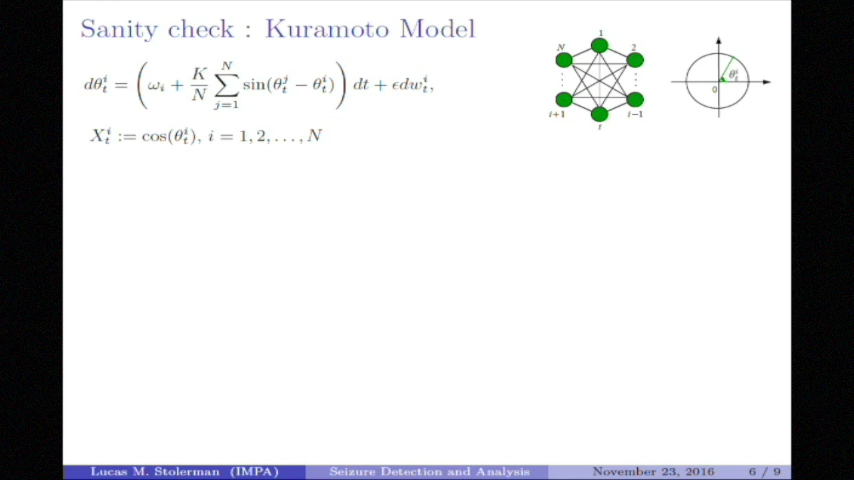 Sanity check : Kuramoto Model
dθ_t^i = ( ω_i + K/N ∑_{j=1}^{N} sin(θ_t^j − θ_t^i) ) dt + ϵdw_t^i,
X_t^i := cos(θ_t^i), i = 1, 2, . . . , N
1
N 2
i+1 i−1
i
θ_t^i
0
Lucas M. Stolerman (IMPA) Seizure Detection and Analysis November 23, 2016 6 / 9